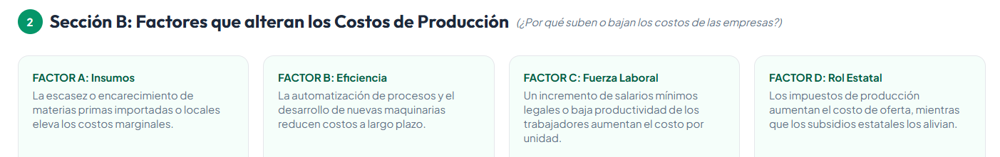 2 Sección B: Factores que alteran los Costos de Producción (¿Por qué suben o bajan los costos de las empresas?)
FACTOR A: Insumos
La escasez o encarecimiento de
materias primas importadas o locales
eleva los costos marginales.
FACTOR B: Eficiencia
La automatización de procesos y el
desarrollo de nuevas maquinarias
reducen costos a largo plazo.
FACTOR C: Fuerza Laboral
Un incremento de salarios mínimos
legales o baja productividad de los
trabajadores aumentan el costo por
unidad.
FACTOR D: Rol Estatal
Los impuestos de producción
aumentan el costo de oferta, mientras
que los subsidios estatales los alivian.